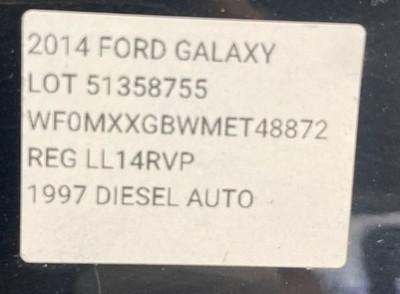 2014 FORD GALAXY
LOT 51358755
WF0MXXGBWMET48872
REG LL14RVP
1997 DIESEL AUTO